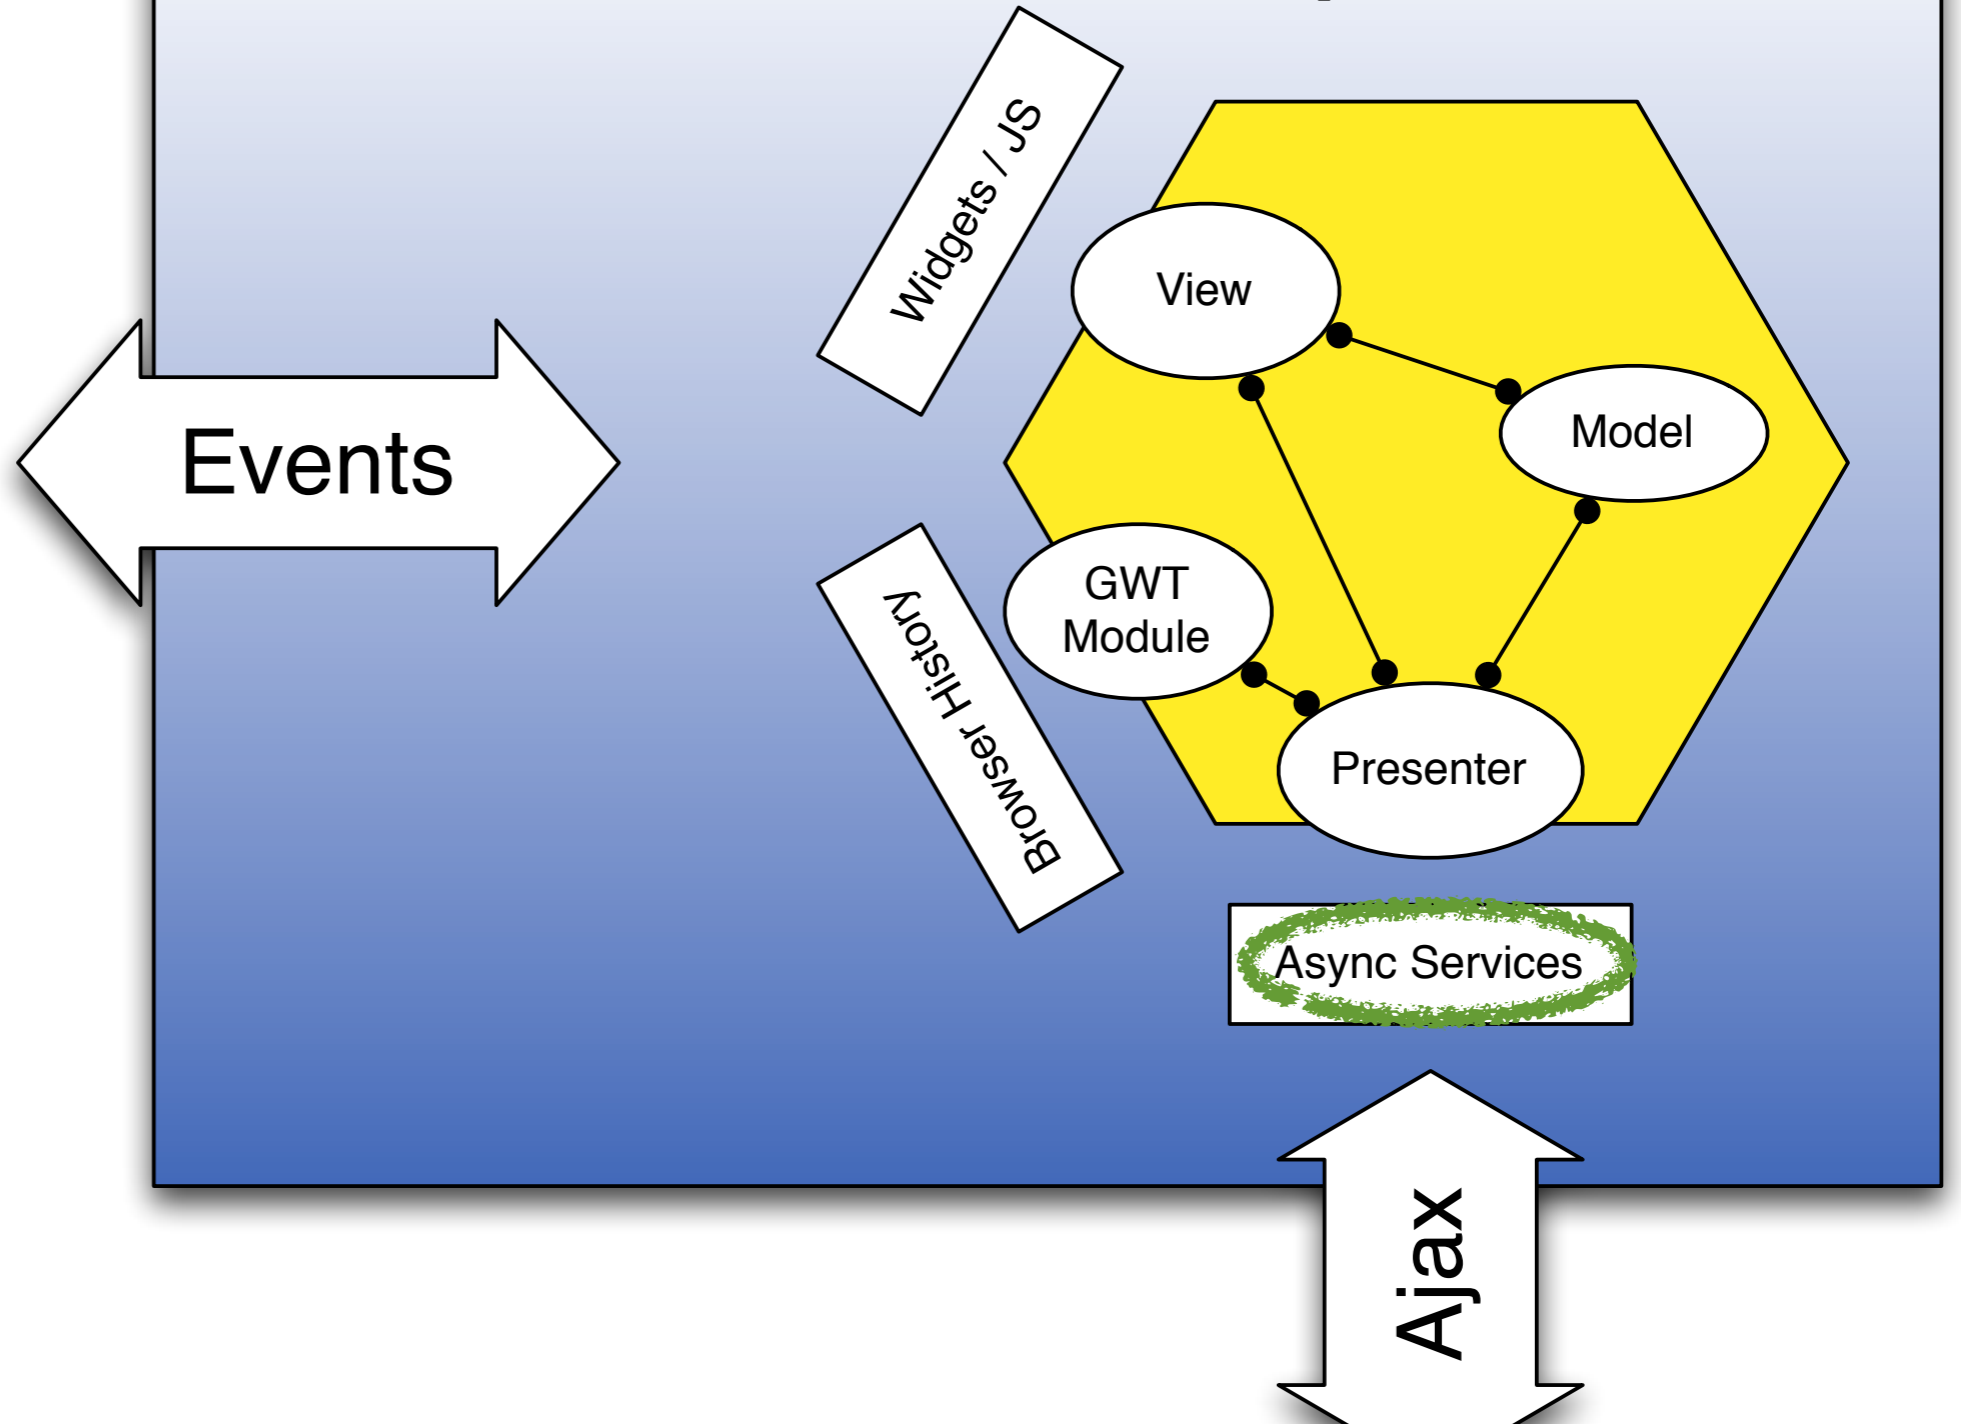 Widgets / JS
View
Model
Events
GWT
Module
Browser History
Presenter
Async Services
Ajax